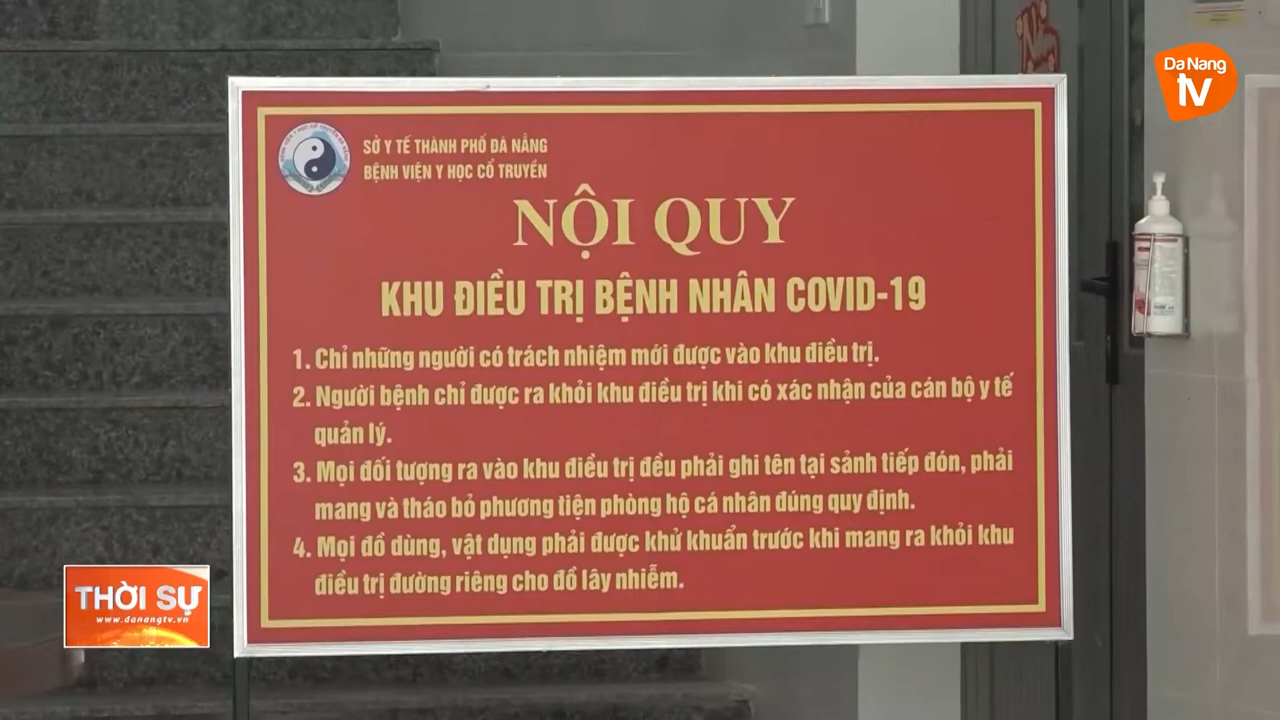 Da Nang
tv
SỞ Y TẾ THÀNH PHỐ ĐÀ NẴNG
BỆNH VIỆN Y HỌC CỔ TRUYỀN
NỘI QUY
KHU ĐIỀU TRỊ BỆNH NHÂN COVID-19
1. Chỉ những người có trách nhiệm mới được vào khu điều trị.
2. Người bệnh chỉ được ra khỏi khu điều trị khi có xác nhận của cán bộ y tế
quản lý.
3. Mọi đối tượng ra vào khu điều trị đều phải ghi tên tại sảnh tiếp đón, phải
mang và tháo bỏ phương tiện phòng hộ cá nhân đúng quy định.
4. Mọi đồ dùng, vật dụng phải được khử khuẩn trước khi mang ra khỏi khu
điều trị đường riêng cho đồ lây nhiễm.
THỜI SỰ
www.danangtv.vn